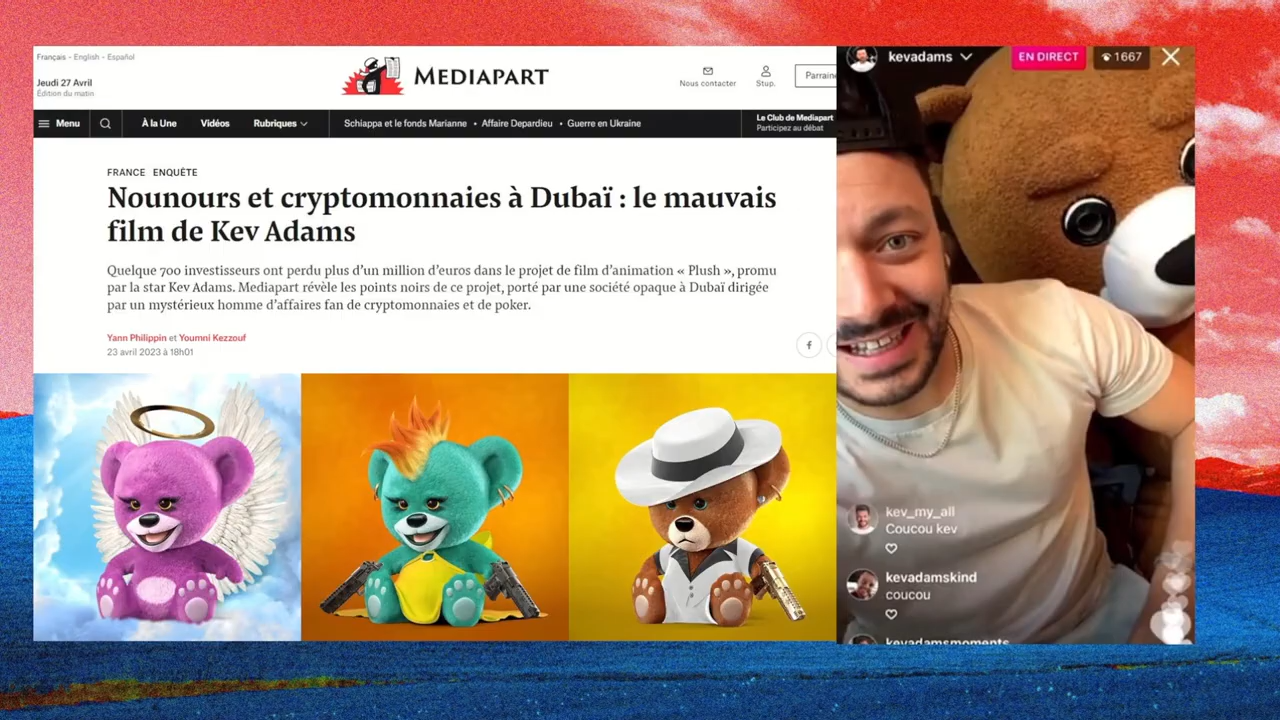 Français - English - Español
Jeudi 27 Avril
Édition du matin
MEDIAPART
Nous contacter
Stup.
Parrain
Menu
À la Une
Vidéos
Rubriques
Schiappa et le fonds Marianne • Affaire Depardieu • Guerre en Ukraine
Le Club de Mediapart
Participez au débat
FRANCE ENQUÊTE
Nounours et cryptomonnaies à Dubaï : le mauvais
film de Kev Adams
Quelque 700 investisseurs ont perdu plus d’un million d’euros dans le projet de film d’animation « Plush », promu
par la star Kev Adams. Mediapart révèle les points noirs de ce projet, porté par une société opaque à Dubaï dirigée
par un mystérieux homme d’affaires fan de cryptomonnaies et de poker.
Yann Philippin et Youmni Kezzouf
23 avril 2023 à 18h01
kevadams
EN DIRECT
1667
kev_my_all
Coucou kev
kevadamskind
coucou
kevadamsmoments